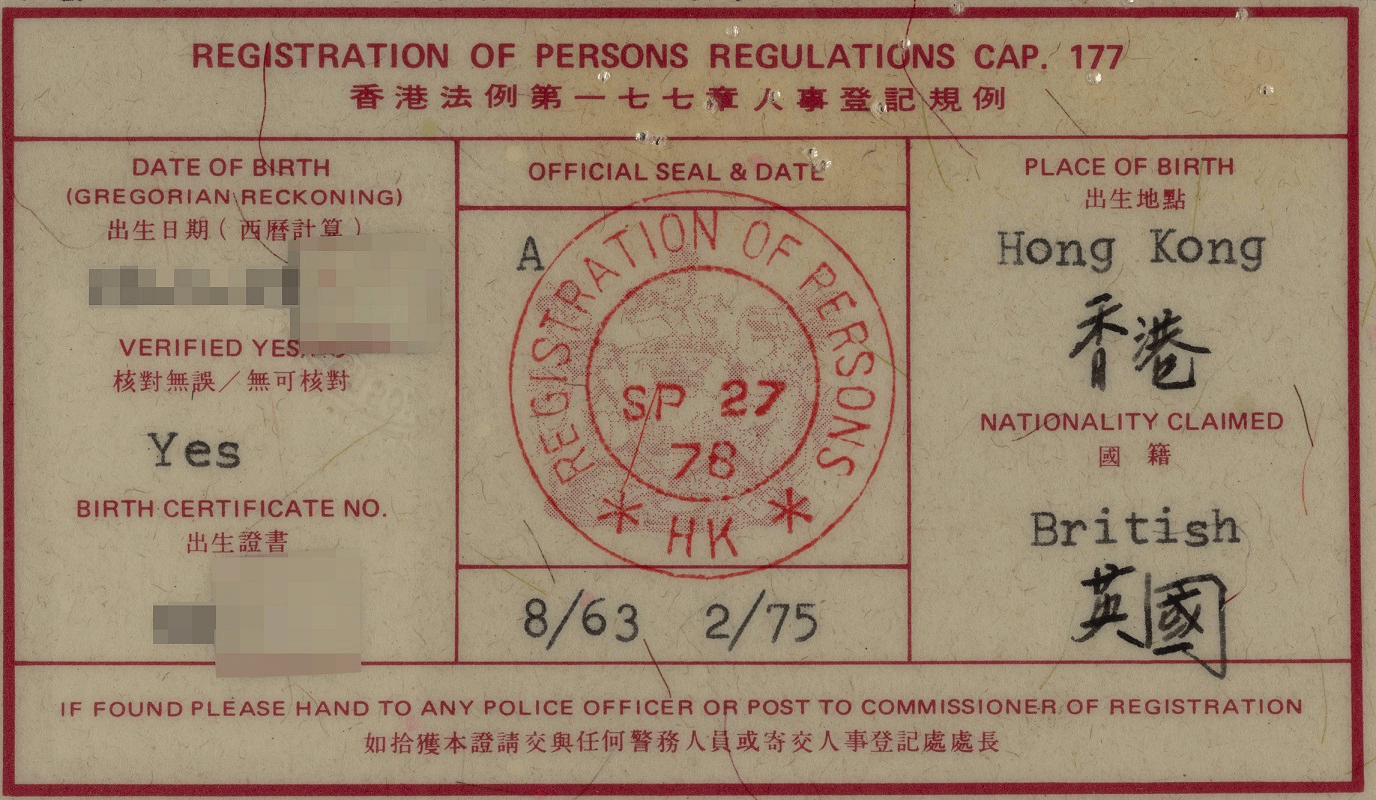 REGISTRATION OF PERSONS REGULATIONS CAP. 177
香港法例第一七七章人事登記規例
DATE OF BIRTH
(GREGORIAN RECKONING)
出生日期(西曆計算)
VERIFIED YES
核對無誤/無可核對
Yes
BIRTH CERTIFICATE NO.
出生證書
OFFICIAL SEAL & DATE
A
REGISTRATION OF PERSONS
SP 27
78
* HK *
8/63 2/75
PLACE OF BIRTH
出生地點
Hong Kong
香港
NATIONALITY CLAIMED
國籍
British
英國
IF FOUND PLEASE HAND TO ANY POLICE OFFICER OR POST TO COMMISSIONER OF REGISTRATION
如拾獲本證請交與任何警務人員或寄交人事登記處處長